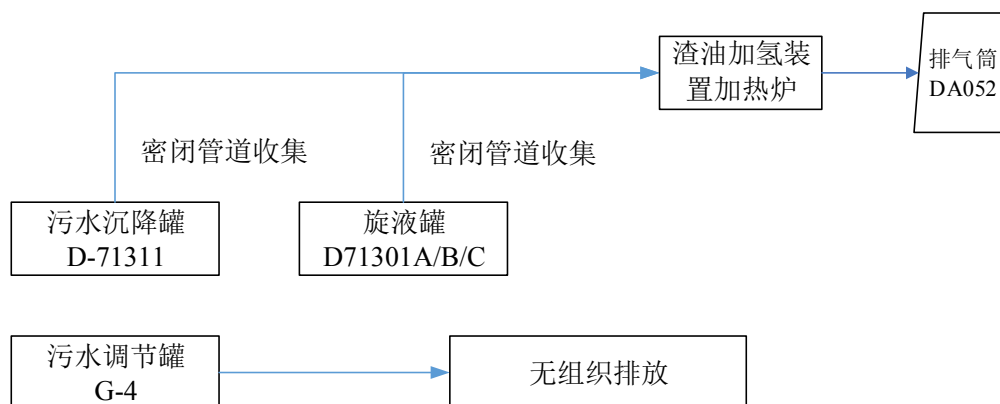 渣油加氢装
置加热炉
排气筒
DA052
密闭管道收集
密闭管道收集
污水沉降罐
D-71311
旋液罐
D71301A/B/C
污水调节罐
G-4
无组织排放